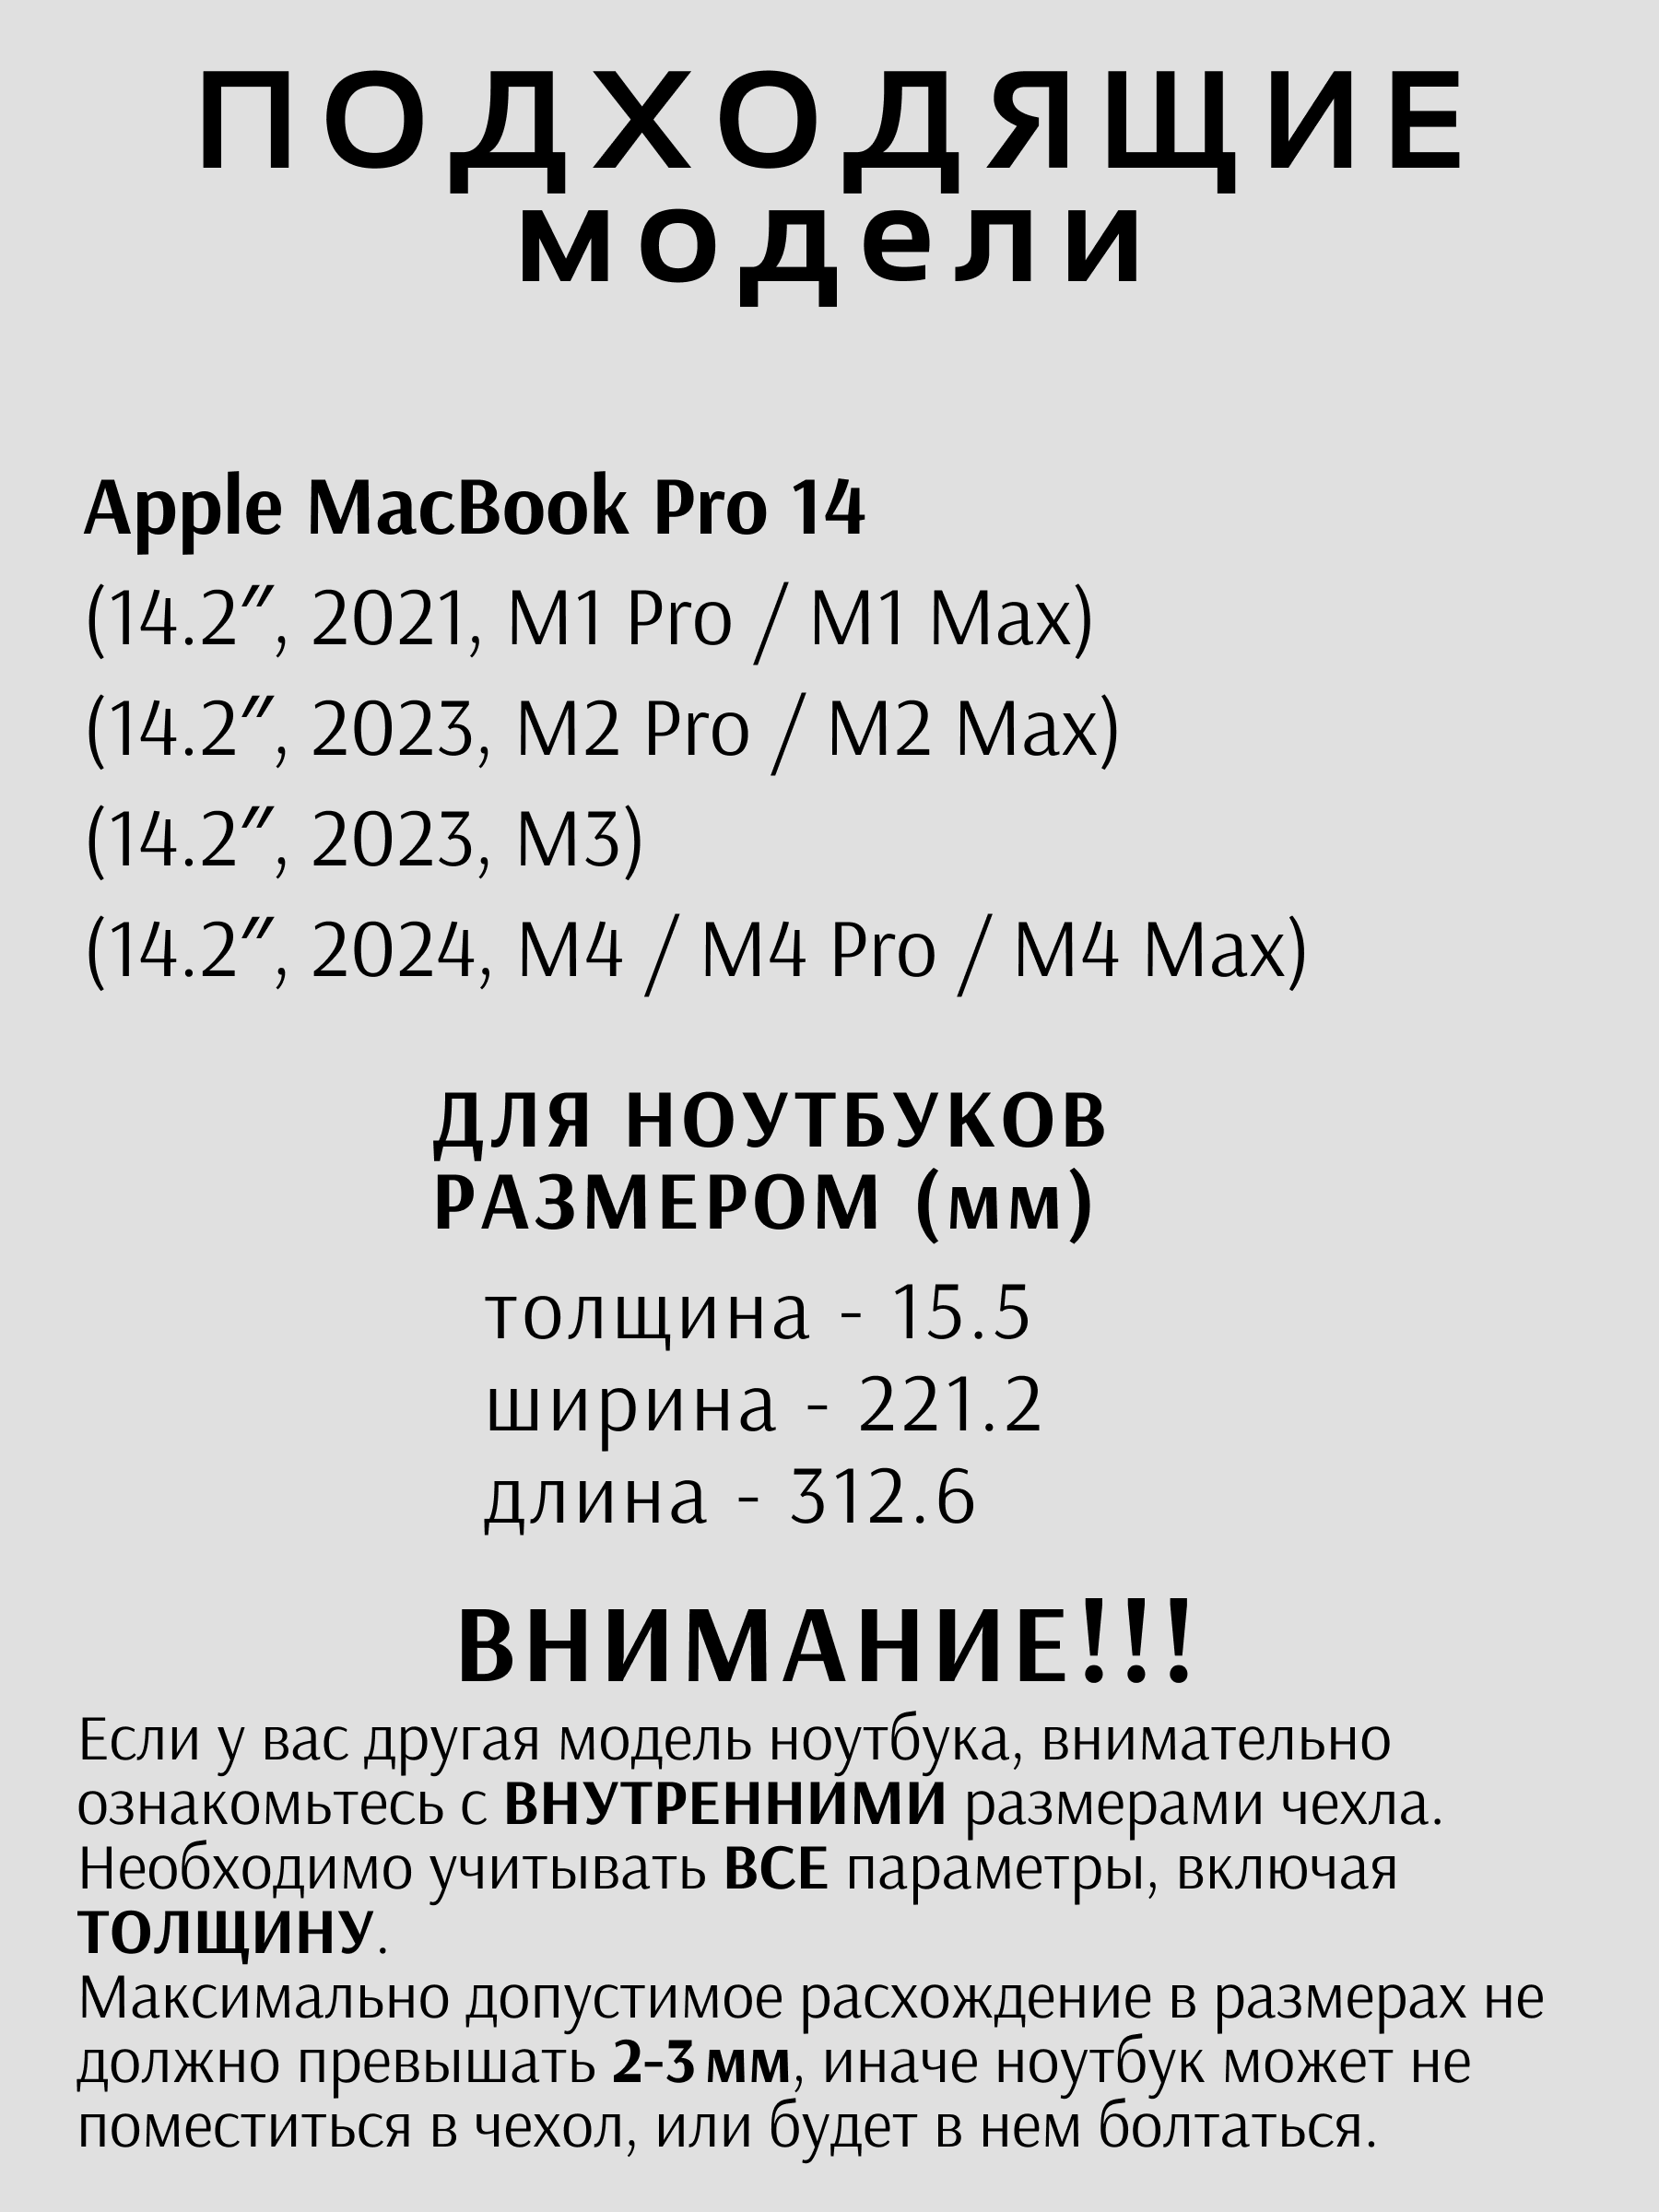 ПОДХОДЯЩИЕ
модели
Apple MacBook Pro 14
(14.2″, 2021, M1 Pro / M1 Max)
(14.2″, 2023, M2 Pro / M2 Max)
(14.2″, 2023, M3)
(14.2″, 2024, M4 / M4 Pro / M4 Max)
ДЛЯ НОУТБУКОВ
РАЗМЕРОМ (мм)
толщина - 15.5
ширина - 221.2
длина - 312.6
ВНИМАНИЕ!!!
Если у вас другая модель ноутбука, внимательно
ознакомьтесь с ВНУТРЕННИМИ размерами чехла.
Необходимо учитывать ВСЕ параметры, включая
ТОЛЩИНУ.
Максимально допустимое расхождение в размерах не
должно превышать 2-3 мм, иначе ноутбук может не
поместиться в чехол, или будет в нем болтаться.